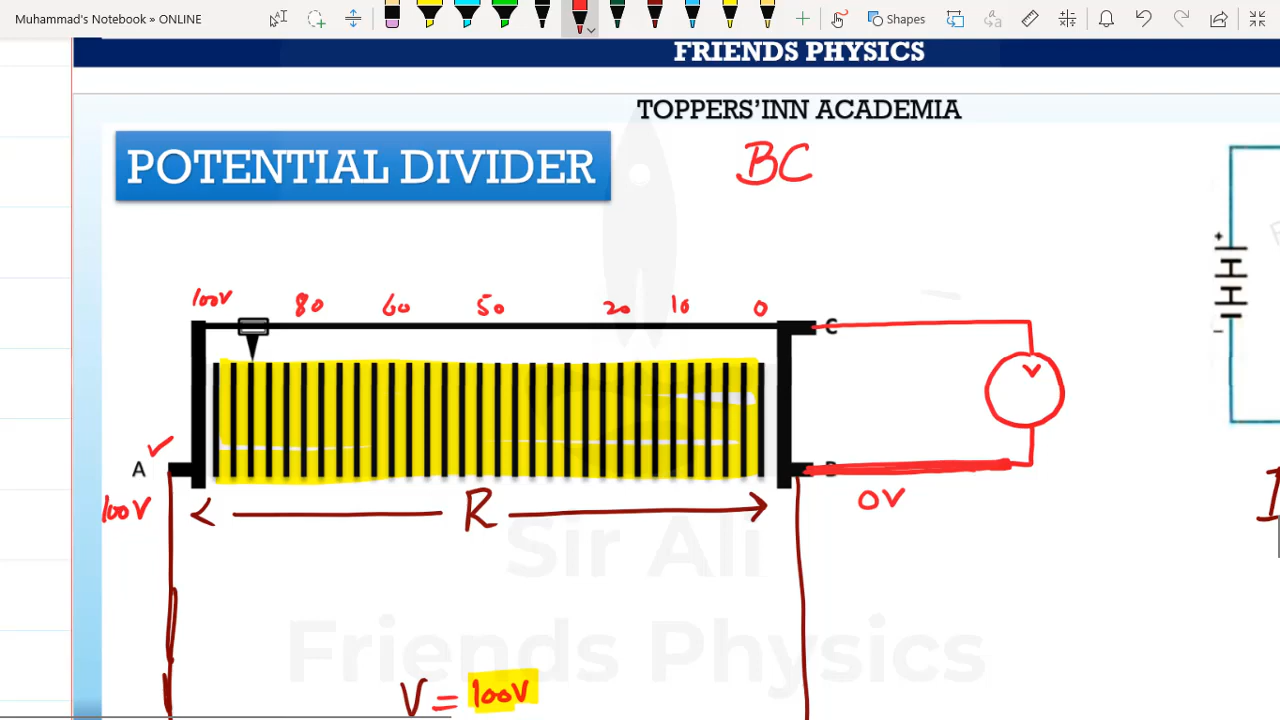 Muhammad's Notebook » ONLINE
Shapes
FRIENDS PHYSICS
TOPPERS'INN ACADEMIA
POTENTIAL DIVIDER
BC
100V 80 60 50 20 10 0
C
V
+
-
A
B
100V
R
0V
Sir Ali
Friends Physics
V = 100V